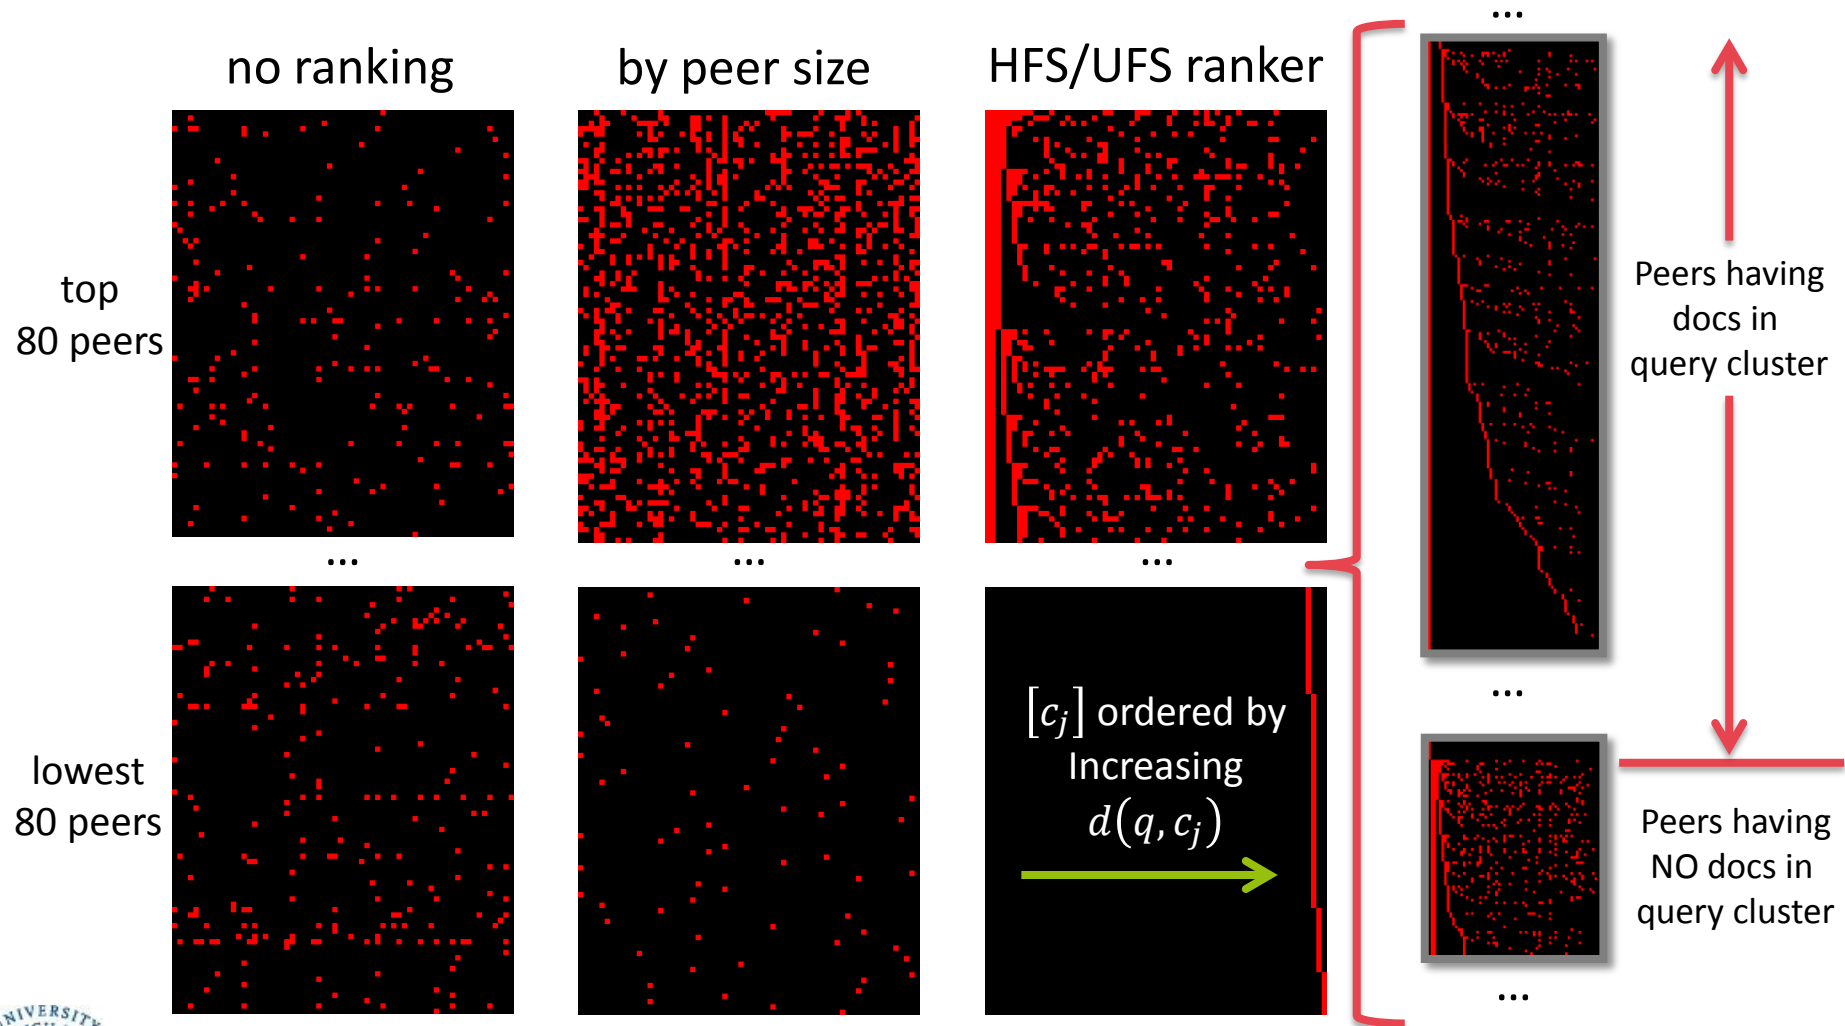 no ranking
by peer size
HFS/UFS ranker
...
top
80 peers
Peers having
docs in
query cluster
...
...
...
...
lowest
80 peers
[c_j] ordered by
Increasing
d(q, c_j)
Peers having
NO docs in
query cluster
...
UNIVERSITY